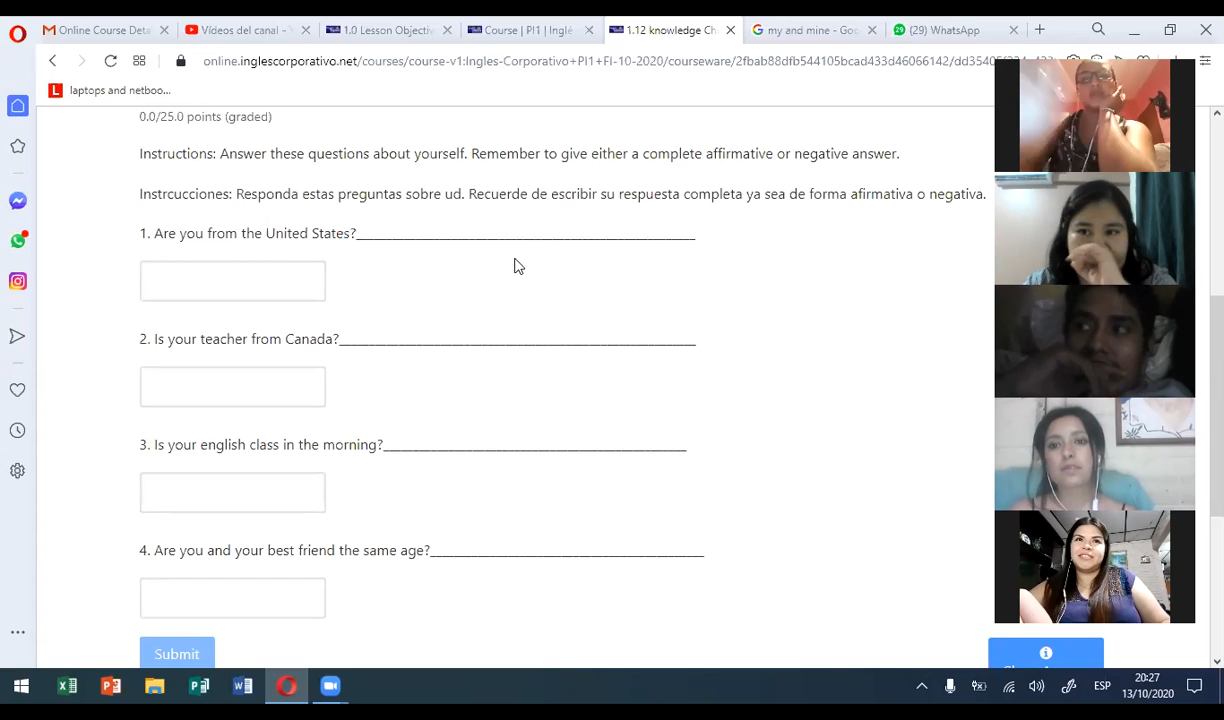 Online Course Deta
Vídeos del canal - Y
1.0 Lesson Objectiv
Course | PI1 | Inglé
1.12 knowledge Ch
my and mine - Goo
(29) WhatsApp
online.inglescorporativo.net/courses/course-v1:Ingles-Corporativo+PI1+FI-10-2020/courseware/2fbab88dfb544105bcad433d46066142/dd35405
laptops and netboo...
0.0/25.0 points (graded)
Instructions: Answer these questions about yourself. Remember to give either a complete affirmative or negative answer.
Instrucciones: Responda estas preguntas sobre ud. Recuerde de escribir su respuesta completa ya sea de forma afirmativa o negativa.
1. Are you from the United States?
2. Is your teacher from Canada?
3. Is your english class in the morning?
4. Are you and your best friend the same age?
Submit
ESP
20:27
13/10/2020